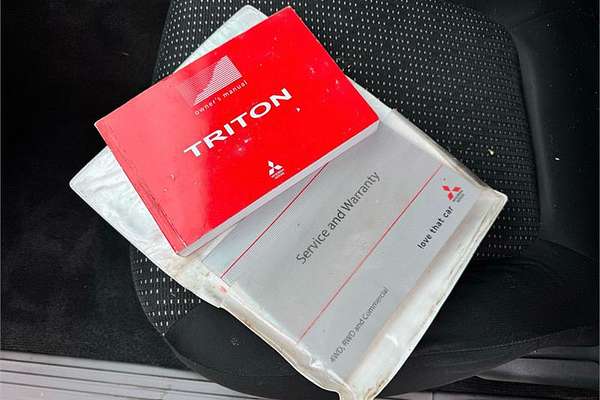 owner's manual
TRITON
Service and Warranty
love that car
4WD, RWD and Commercial